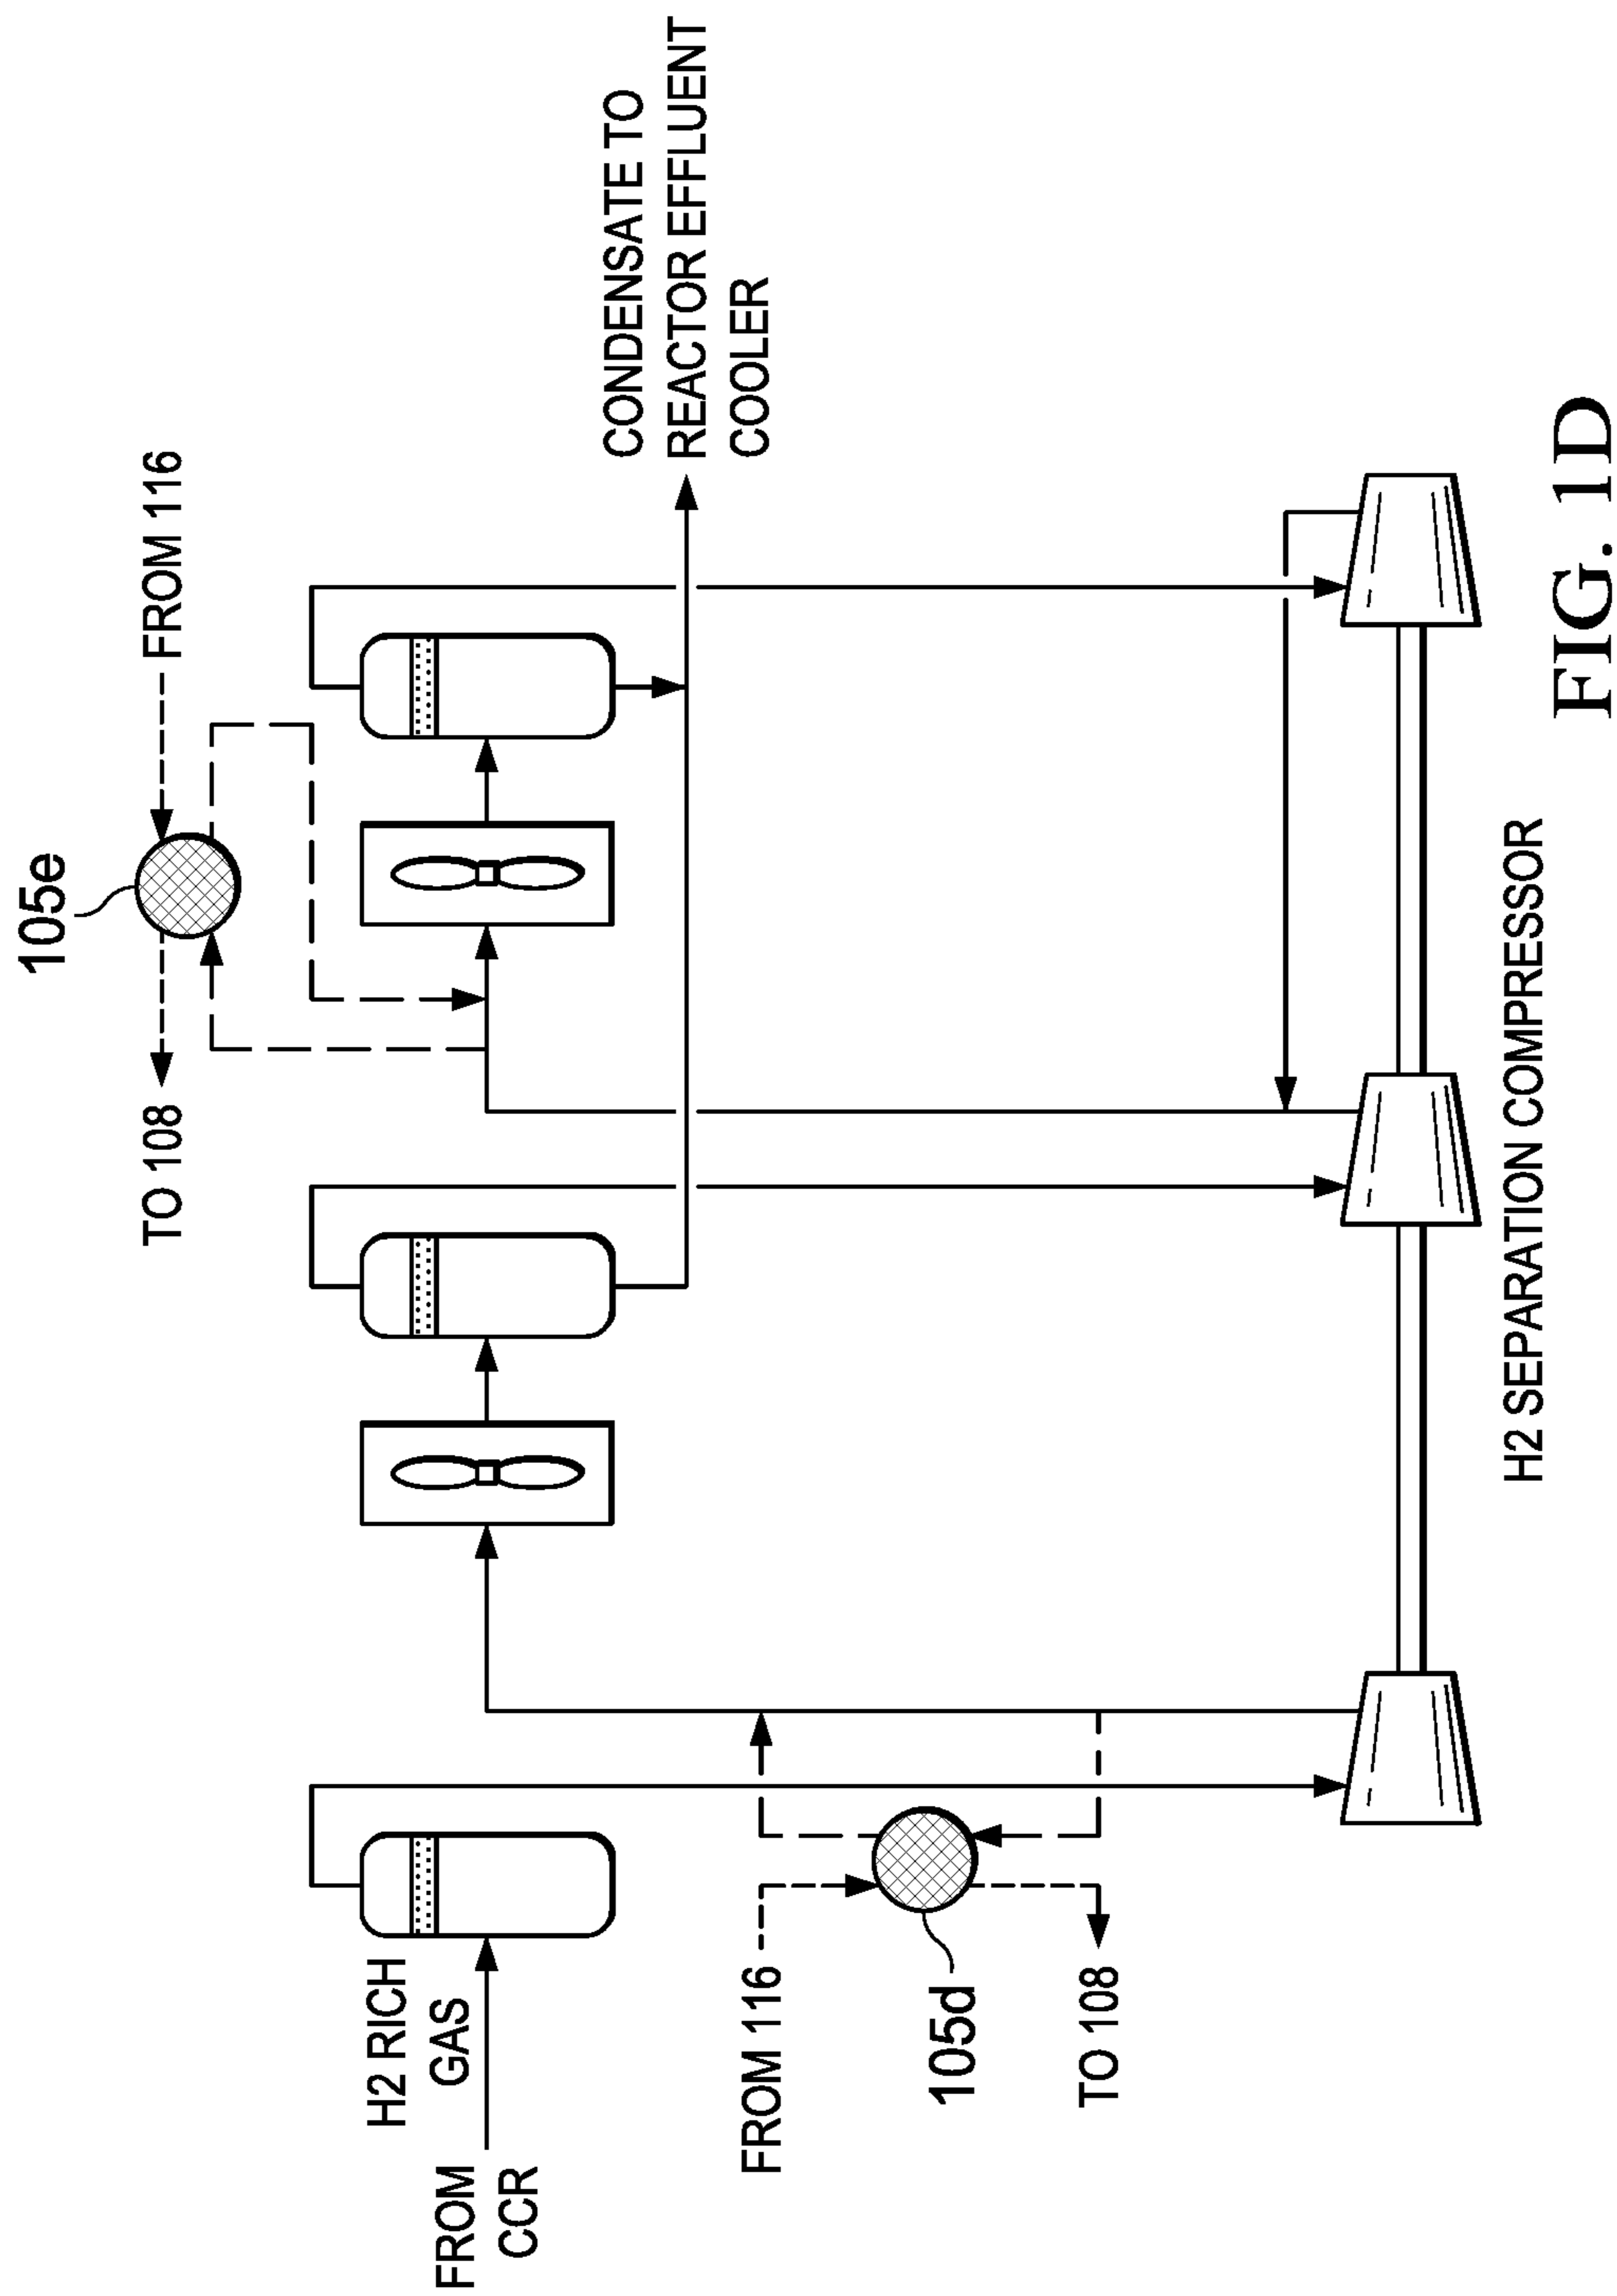 FROM
CCR
H2 RICH
GAS
FROM 116
105d
TO 108
TO 108
105e
FROM 116
CONDENSATE TO
REACTOR EFFLUENT
COOLER
H2 SEPARATION COMPRESSOR
FIG. 1D